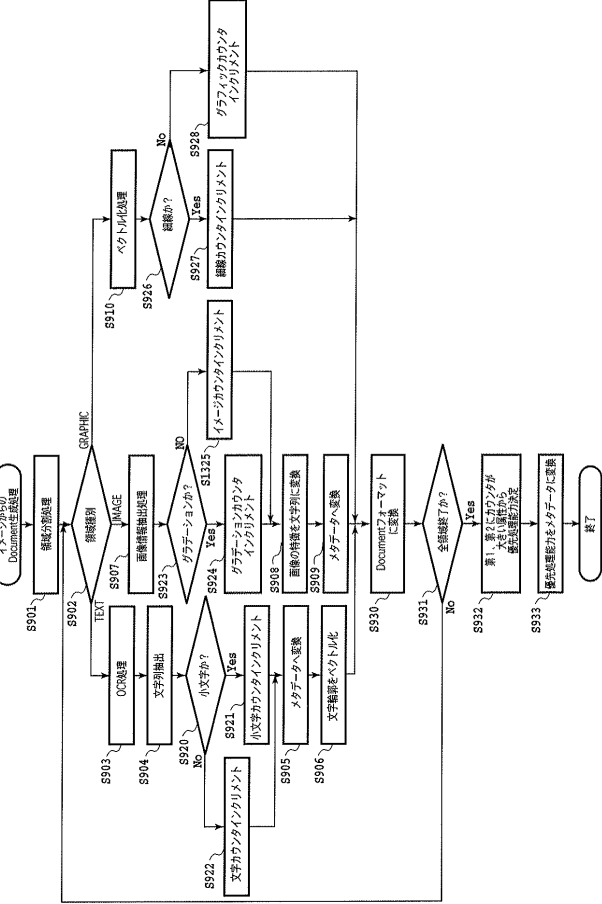 イメージからの
Document生成処理
S901
領域分割処理
S902
領域種別
TEXT
IMAGE
GRAPHIC
S903
OCR処理
S904
文字列抽出
S920
小文字か?
No
Yes
S921
小文字カウンタインクリメント
S922
文字カウンタインクリメント
S905
メタデータへ変換
S906
文字輪郭をベクトル化
S907
画像情報抽出処理
S923
グラデーションか?
NO
Yes
S924
グラデーションカウンタ
インクリメント
S1325
イメージカウンタインクリメント
S908
画像の特徴を文字列に変換
S909
メタデータへ変換
S910
ベクトル化処理
S926
細線か?
No
Yes
S927
細線カウンタインクリメント
S928
グラフィックカウンタ
インクリメント
S930
Documentフォーマット
に変換
S931
全領域終了か?
No
Yes
S932
第1、第2にカウンタが
大きい属性から
優先処理能力決定
S933
優先処理能力をメタデータに変換
終了